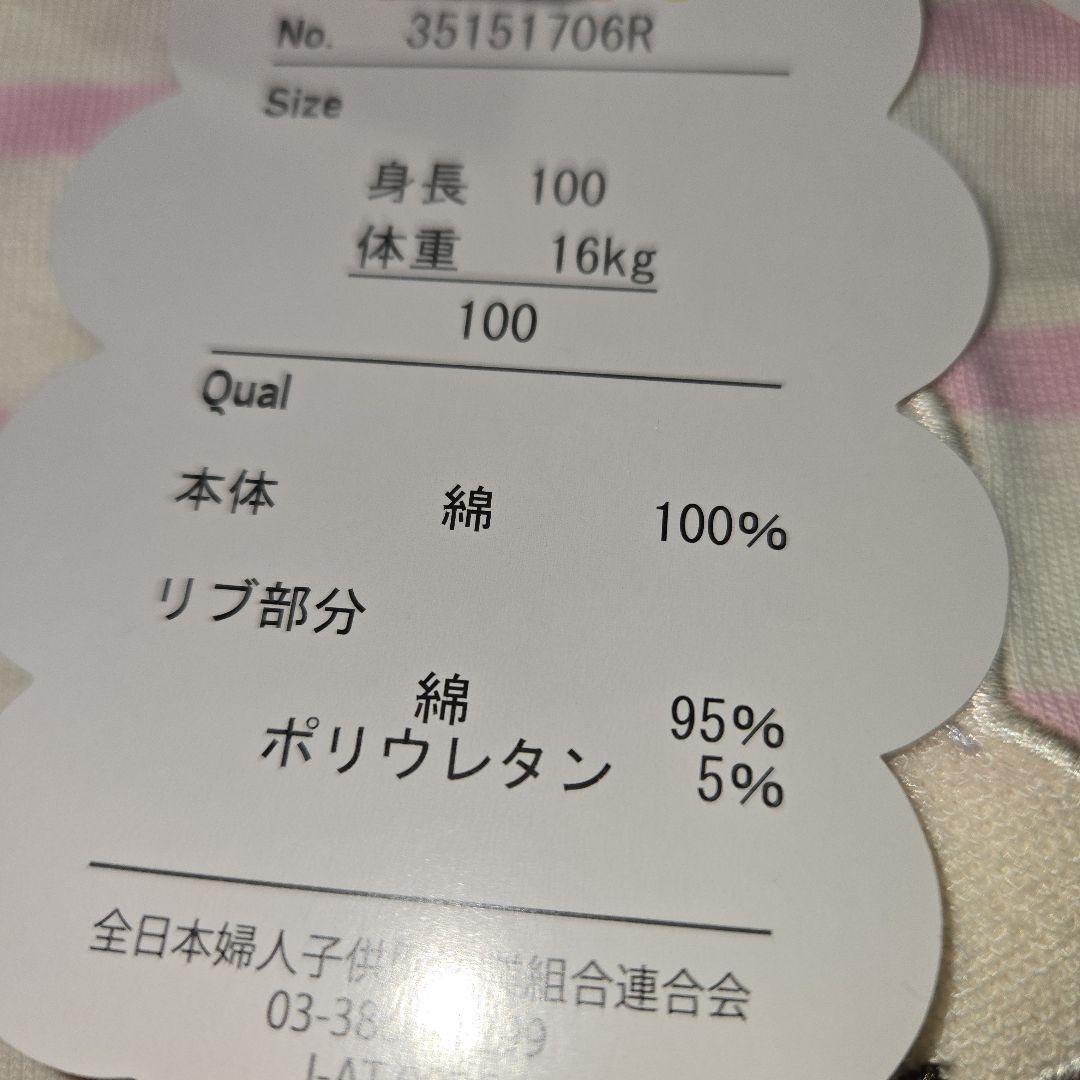 No. 35151706R
Size
身長 100
体重 16kg
100
Qual
本体 綿 100%
リブ部分
綿 95%
ポリウレタン 5%
全日本婦人子供 組合連合会
03-38